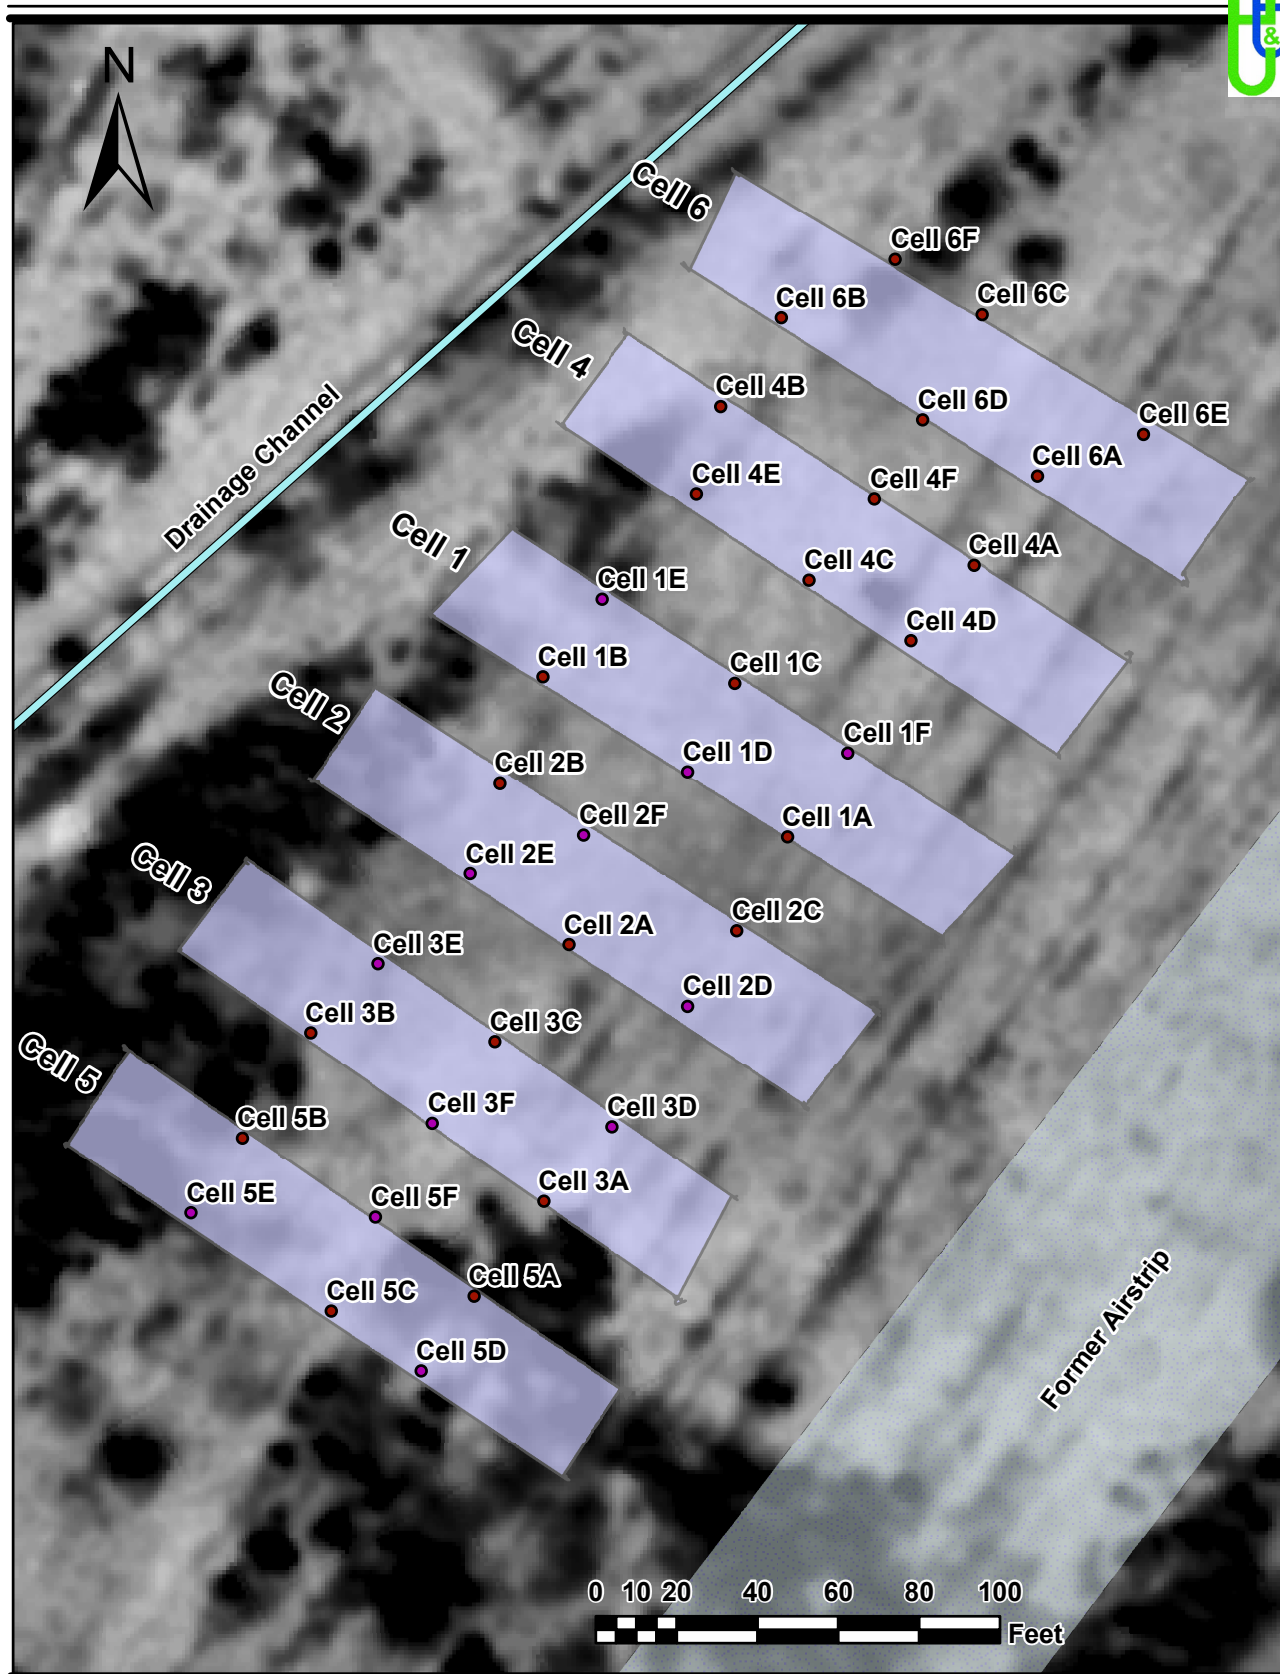 &
N
Cell 6
Cell 6F
Cell 6C
Cell 6B
Cell 4
Cell 4B
Cell 6D
Cell 6E
Cell 6A
Cell 4E
Cell 4F
Drainage Channel
Cell 1
Cell 4A
Cell 4C
Cell 1E
Cell 4D
Cell 1B
Cell 1C
Cell 2
Cell 1F
Cell 1D
Cell 2B
Cell 2F
Cell 1A
Cell 2E
Cell 3
Cell 2C
Cell 2A
Cell 3E
Cell 2D
Cell 3B
Cell 3C
Cell 5
Cell 3F
Cell 3D
Cell 5B
Cell 3A
Cell 5E
Cell 5F
Cell 5A
Cell 5C
Former Airstrip
Cell 5D
0 10 20 40 60 80 100
Feet